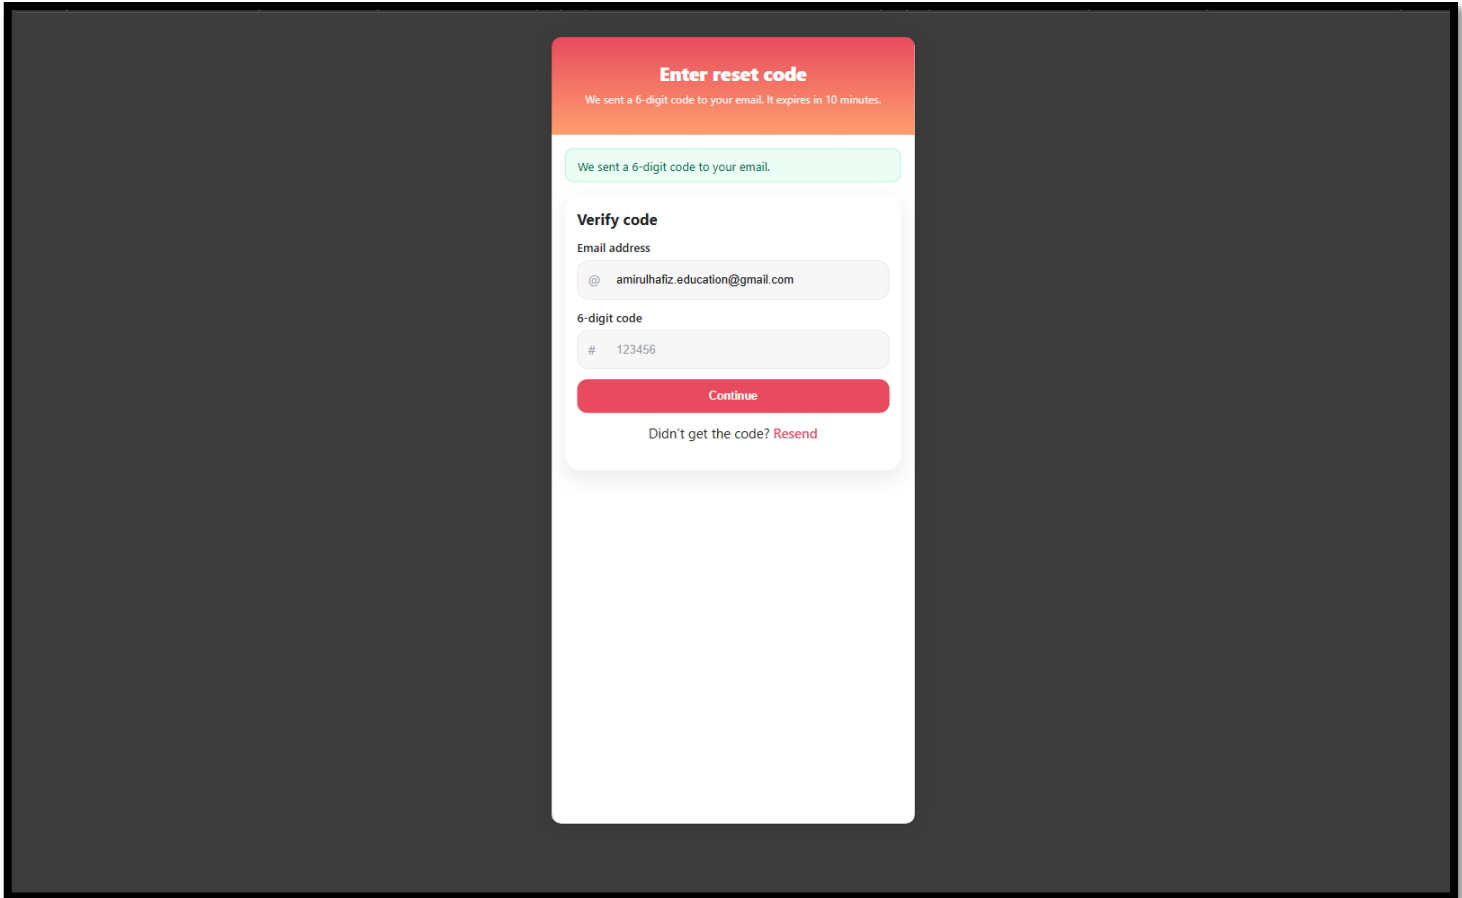 Enter reset code
We sent a 6-digit code to your email. It expires in 10 minutes.
We sent a 6-digit code to your email.
Verify code
Email address
@ amirulhafiz.education@gmail.com
6-digit code
# 123456
Continue
Didn't get the code? Resend